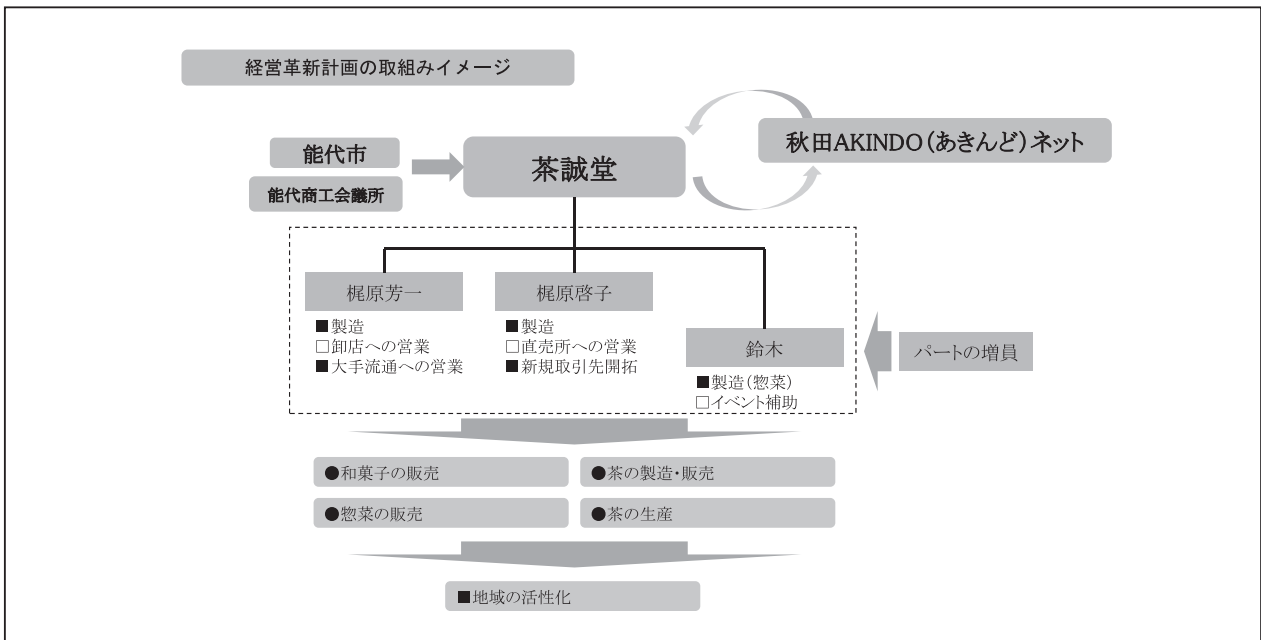 経営革新計画の取組みイメージ
能代市
能代商工会議所
茶誠堂
秋田AKINDO(あきんど)ネット
梶原芳一
■製造
□卸店への営業
■大手流通への営業
梶原啓子
■製造
□直売所への営業
■新規取引先開拓
鈴木
■製造(惣菜)
□イベント補助
パートの増員
●和菓子の販売
●茶の製造・販売
●惣菜の販売
●茶の生産
■地域の活性化